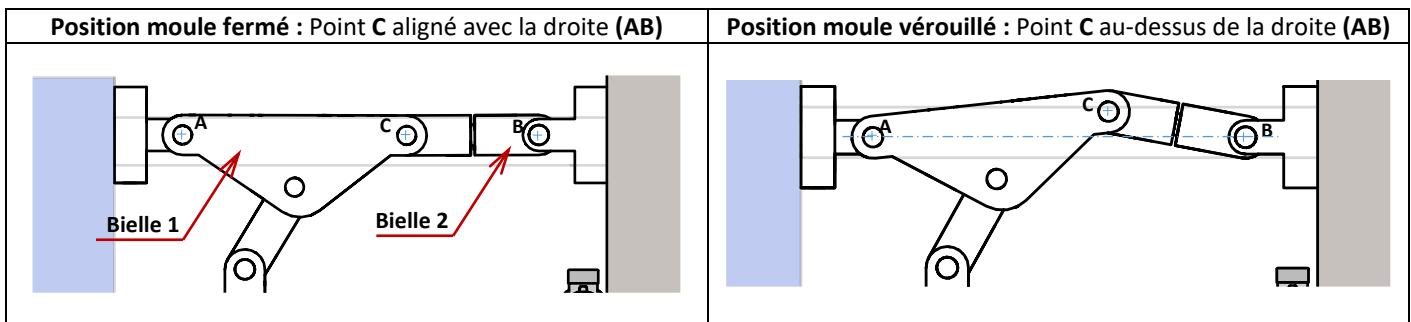 Position moule fermé : Point C aligné avec la droite (AB)
Position moule vérouillé : Point C au-dessus de la droite (AB)
A
C
B
Bielle 1
Bielle 2
A
C
B